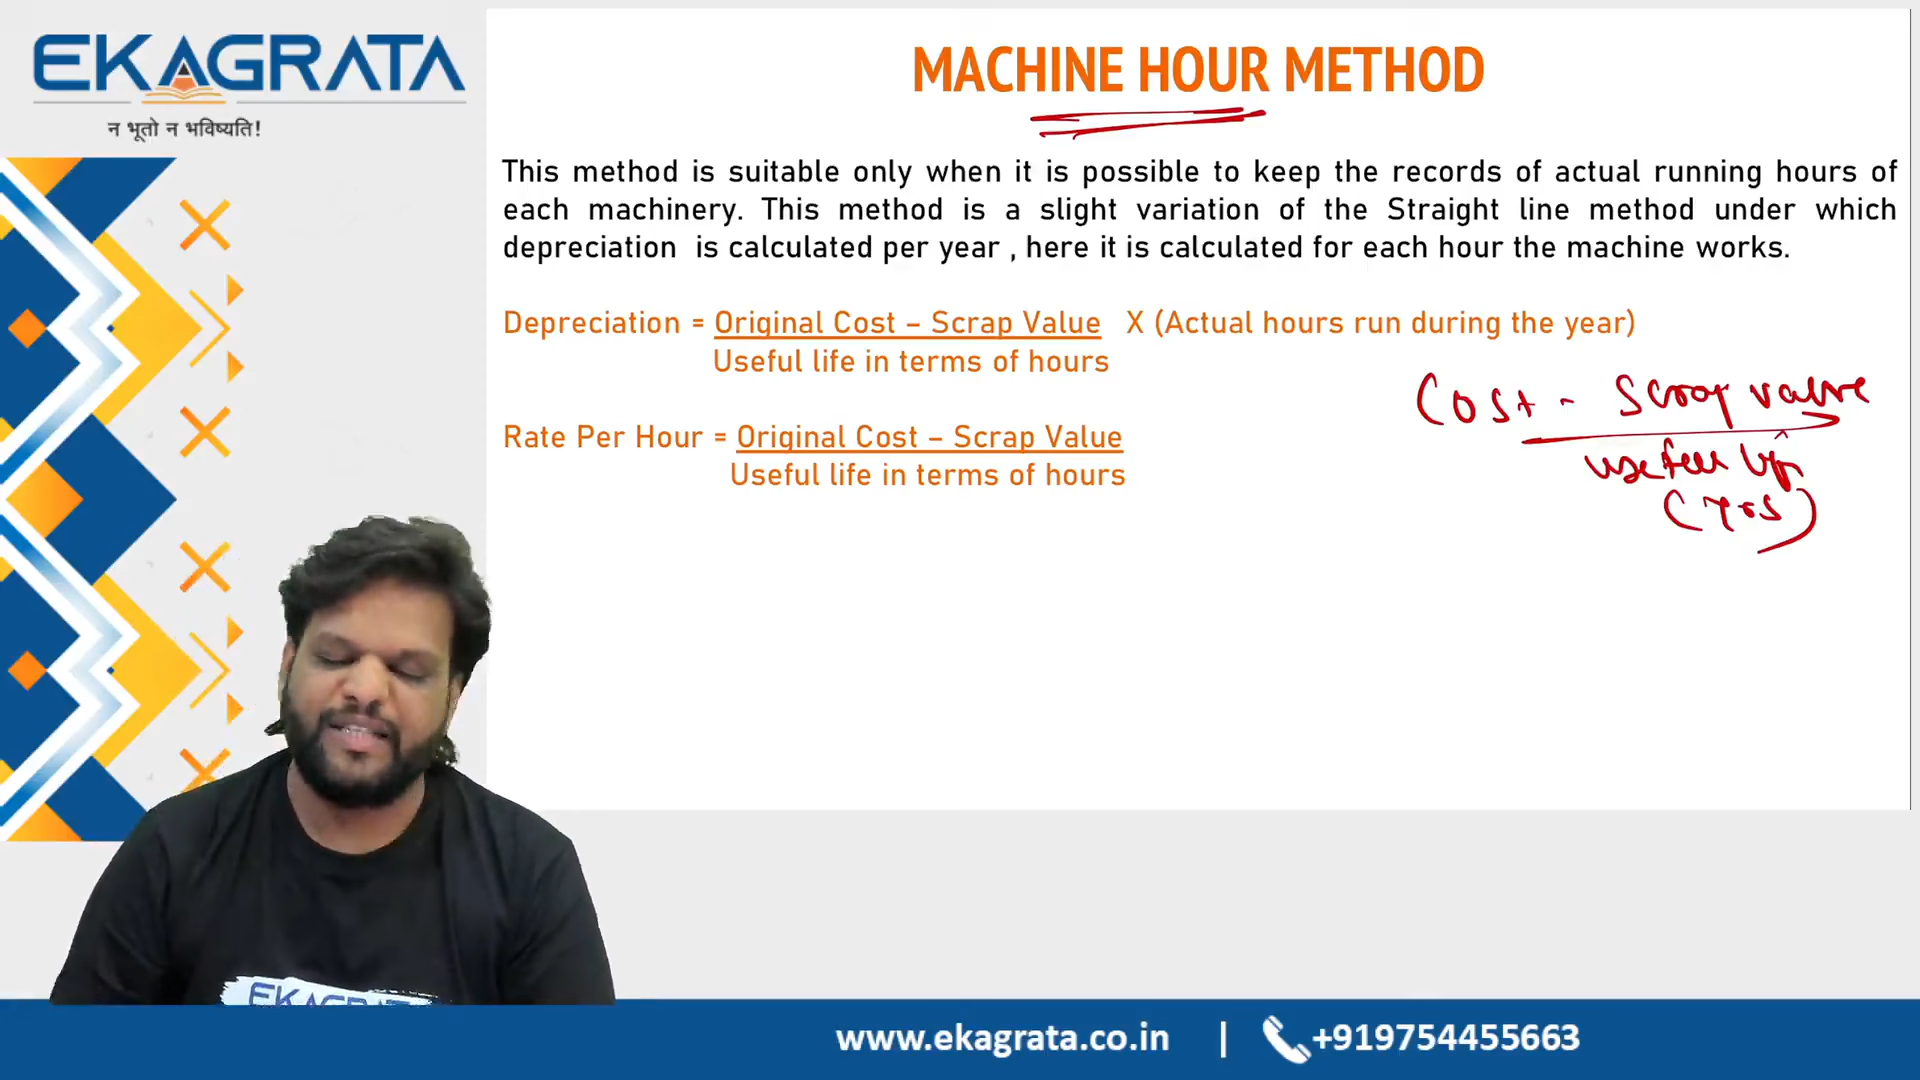 EKAGRATA
न भूतो न भविष्यति!
MACHINE HOUR METHOD
This method is suitable only when it is possible to keep the records of actual running hours of
each machinery. This method is a slight variation of the Straight line method under which
depreciation is calculated per year , here it is calculated for each hour the machine works.
Depreciation = Original Cost – Scrap Value X (Actual hours run during the year)
Useful life in terms of hours
Cost - Scrap value
useful
(yrs)
Rate Per Hour = Original Cost – Scrap Value
Useful life in terms of hours
EKAGRATA
www.ekagrata.co.in | +919754455663